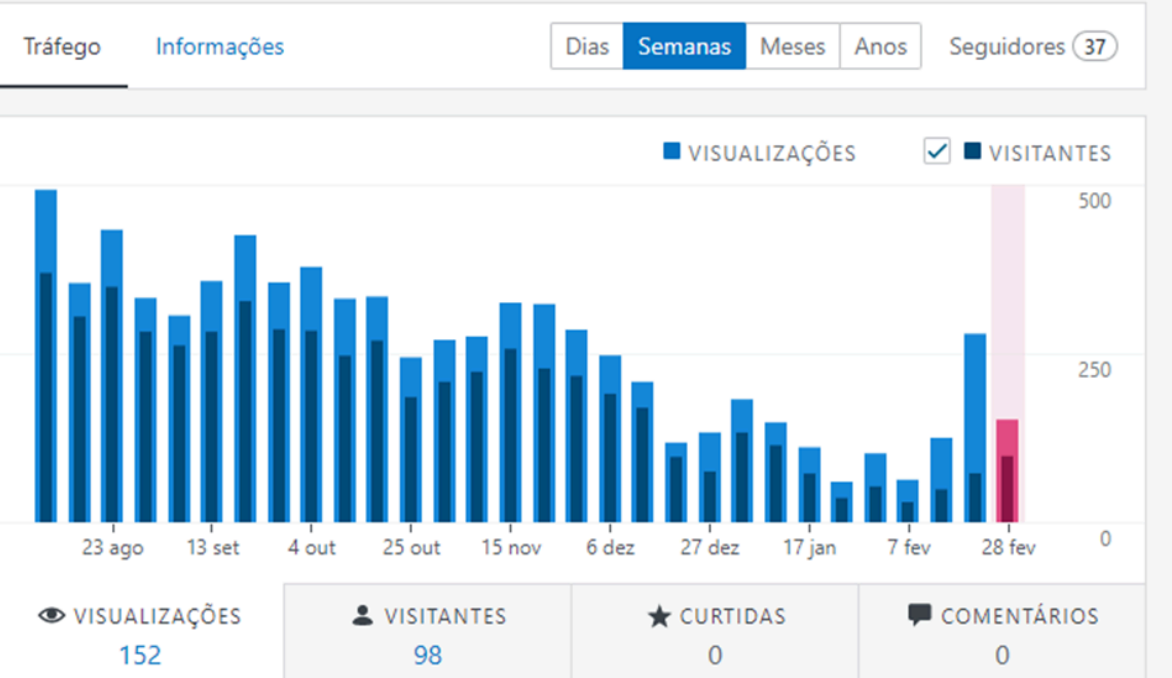 Tráfego Informações Dias Semanas Meses Anos Seguidores 37
VISUALIZAÇÕES VISITANTES
500
250
0
23 ago 13 set 4 out 25 out 15 nov 6 dez 27 dez 17 jan 7 fev 28 fev
VISUALIZAÇÕES VISITANTES CURTIDAS COMENTÁRIOS
152 98 0 0